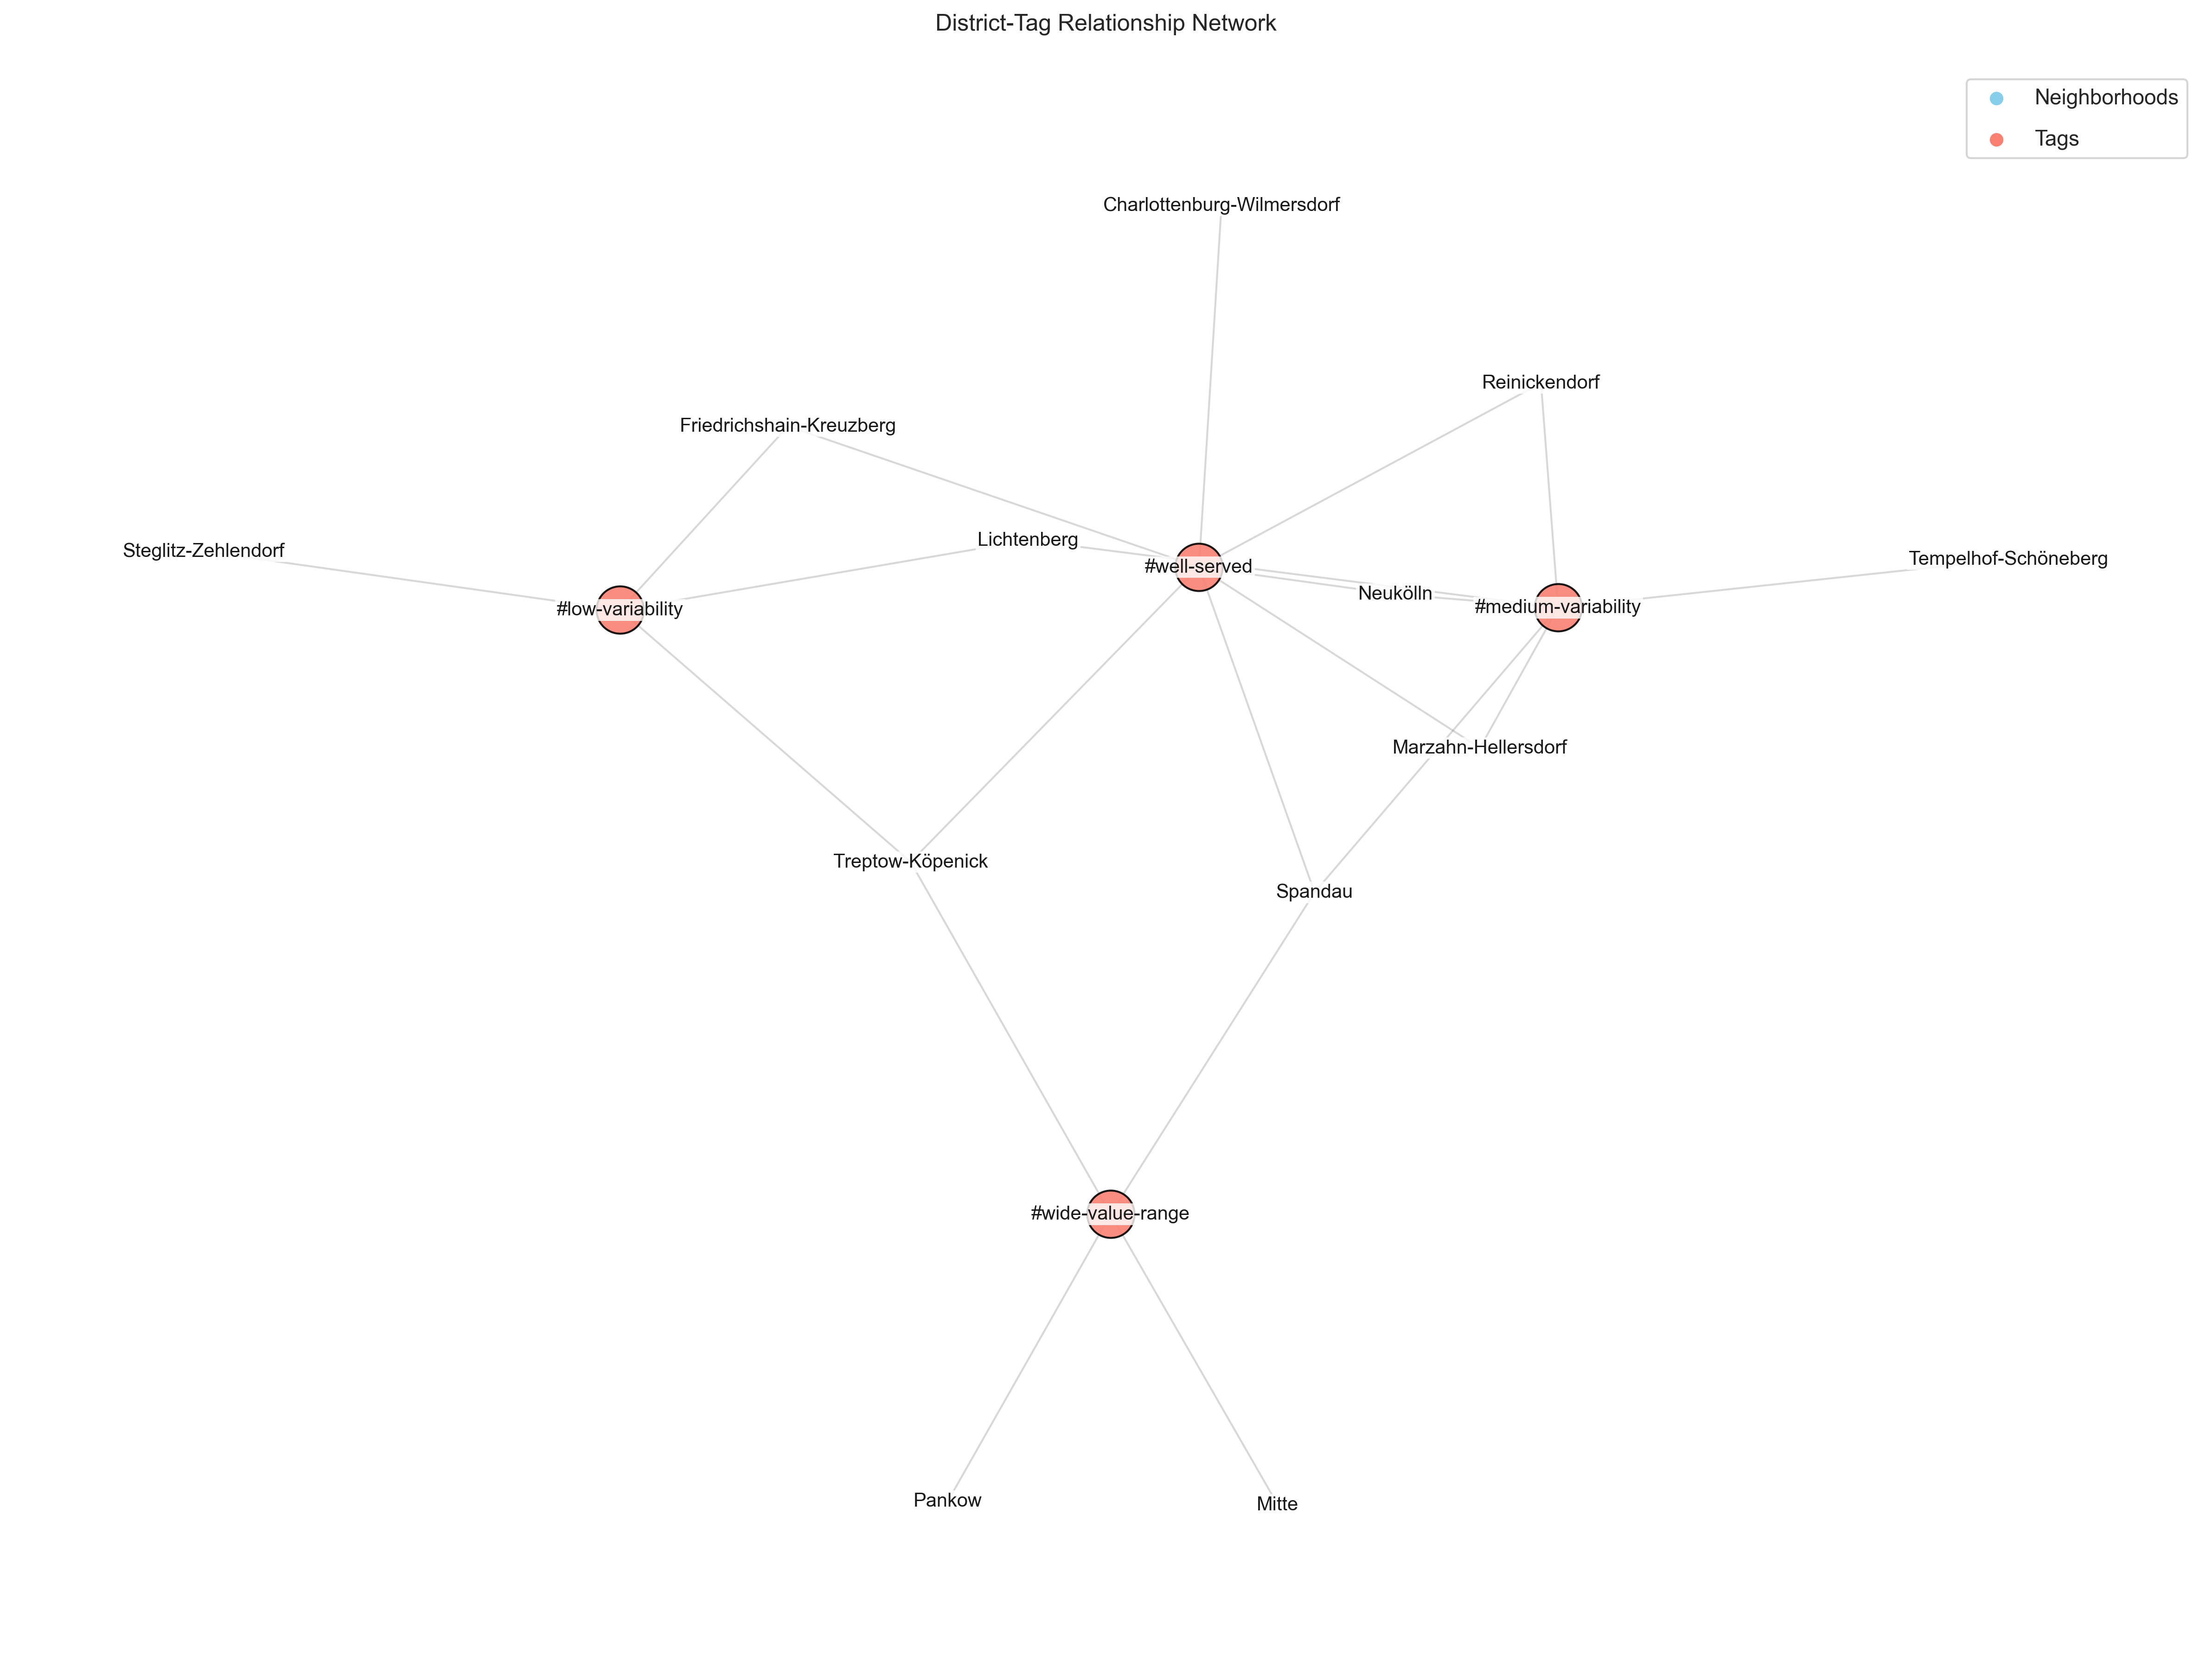 District-Tag Relationship Network
Neighborhoods
Tags
Charlottenburg-Wilmersdorf
Reinickendorf
Friedrichshain-Kreuzberg
Lichtenberg
Steglitz-Zehlendorf
Tempelhof-Schöneberg
#well-served
Neukölln
#low-variability
#medium-variability
Marzahn-Hellersdorf
Treptow-Köpenick
Spandau
#wide-value-range
Pankow
Mitte